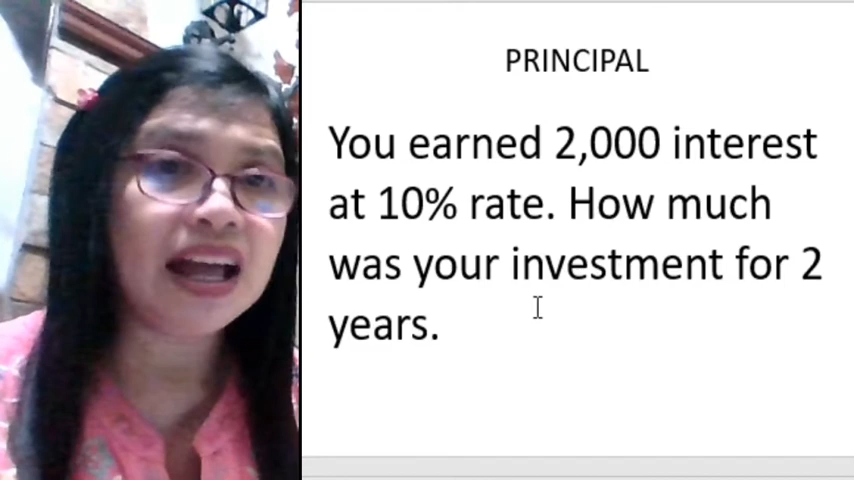 PRINCIPAL
You earned 2,000 interest
at 10% rate. How much
was your investment for 2
years.